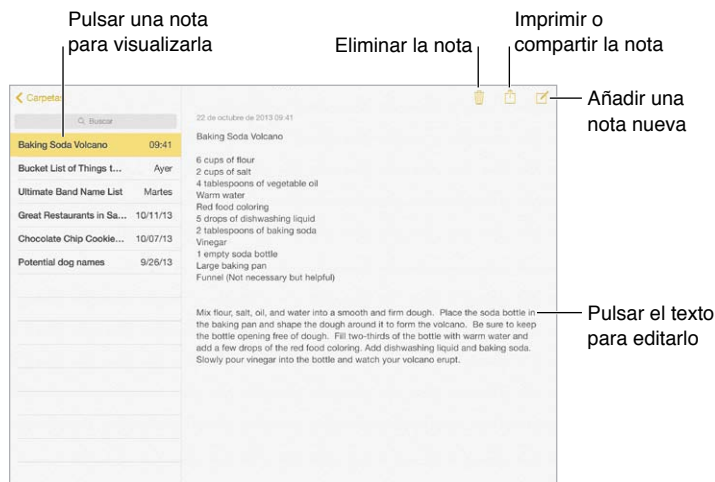 Pulsar una nota
para visualizarla
Eliminar la nota
Imprimir o
compartir la nota
Añadir una
nota nueva
Pulsar el texto
para editarlo
Carpetas
Buscar
Baking Soda Volcano 09:41
Bucket List of Things t... Ayer
Ultimate Band Name List Martes
Great Restaurants in Sa... 10/11/13
Chocolate Chip Cookie... 10/07/13
Potential dog names 9/26/13
22 de octubre de 2013 09:41
Baking Soda Volcano
6 cups of flour
2 cups of salt
4 tablespoons of vegetable oil
Warm water
Red food coloring
5 drops of dishwashing liquid
2 tablespoons of baking soda
Vinegar
1 empty soda bottle
Large baking pan
Funnel (Not necessary but helpful)
Mix flour, salt, oil, and water into a smooth and firm dough. Place the soda bottle in
the baking pan and shape the dough around it to form the volcano. Be sure to keep
the bottle opening free of dough. Fill two-thirds of the bottle with warm water and
add a few drops of the red food coloring. Add dishwashing liquid and baking soda.
Slowly pour vinegar into the bottle and watch your volcano erupt.